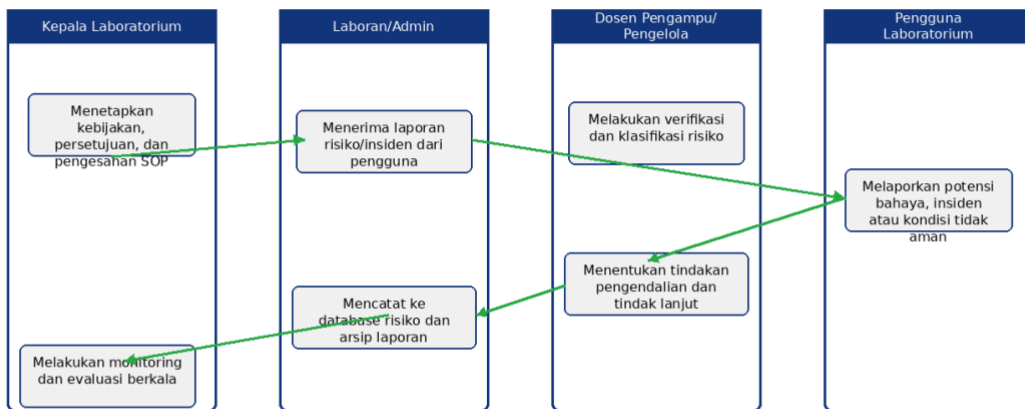 Kepala Laboratorium
Laboran/Admin
Dosen Pengampu/
Pengelola
Pengguna
Laboratorium
Menetapkan
kebijakan,
persetujuan, dan
pengesahan SOP
Menerima laporan
risiko/insiden dari
pengguna
Melakukan verifikasi
dan klasifikasi risiko
Melaporkan potensi
bahaya, insiden
atau kondisi tidak
aman
Menentukan tindakan
pengendalian dan
tindak lanjut
Mencatat ke
database risiko dan
arsip laporan
Melakukan monitoring
dan evaluasi berkala